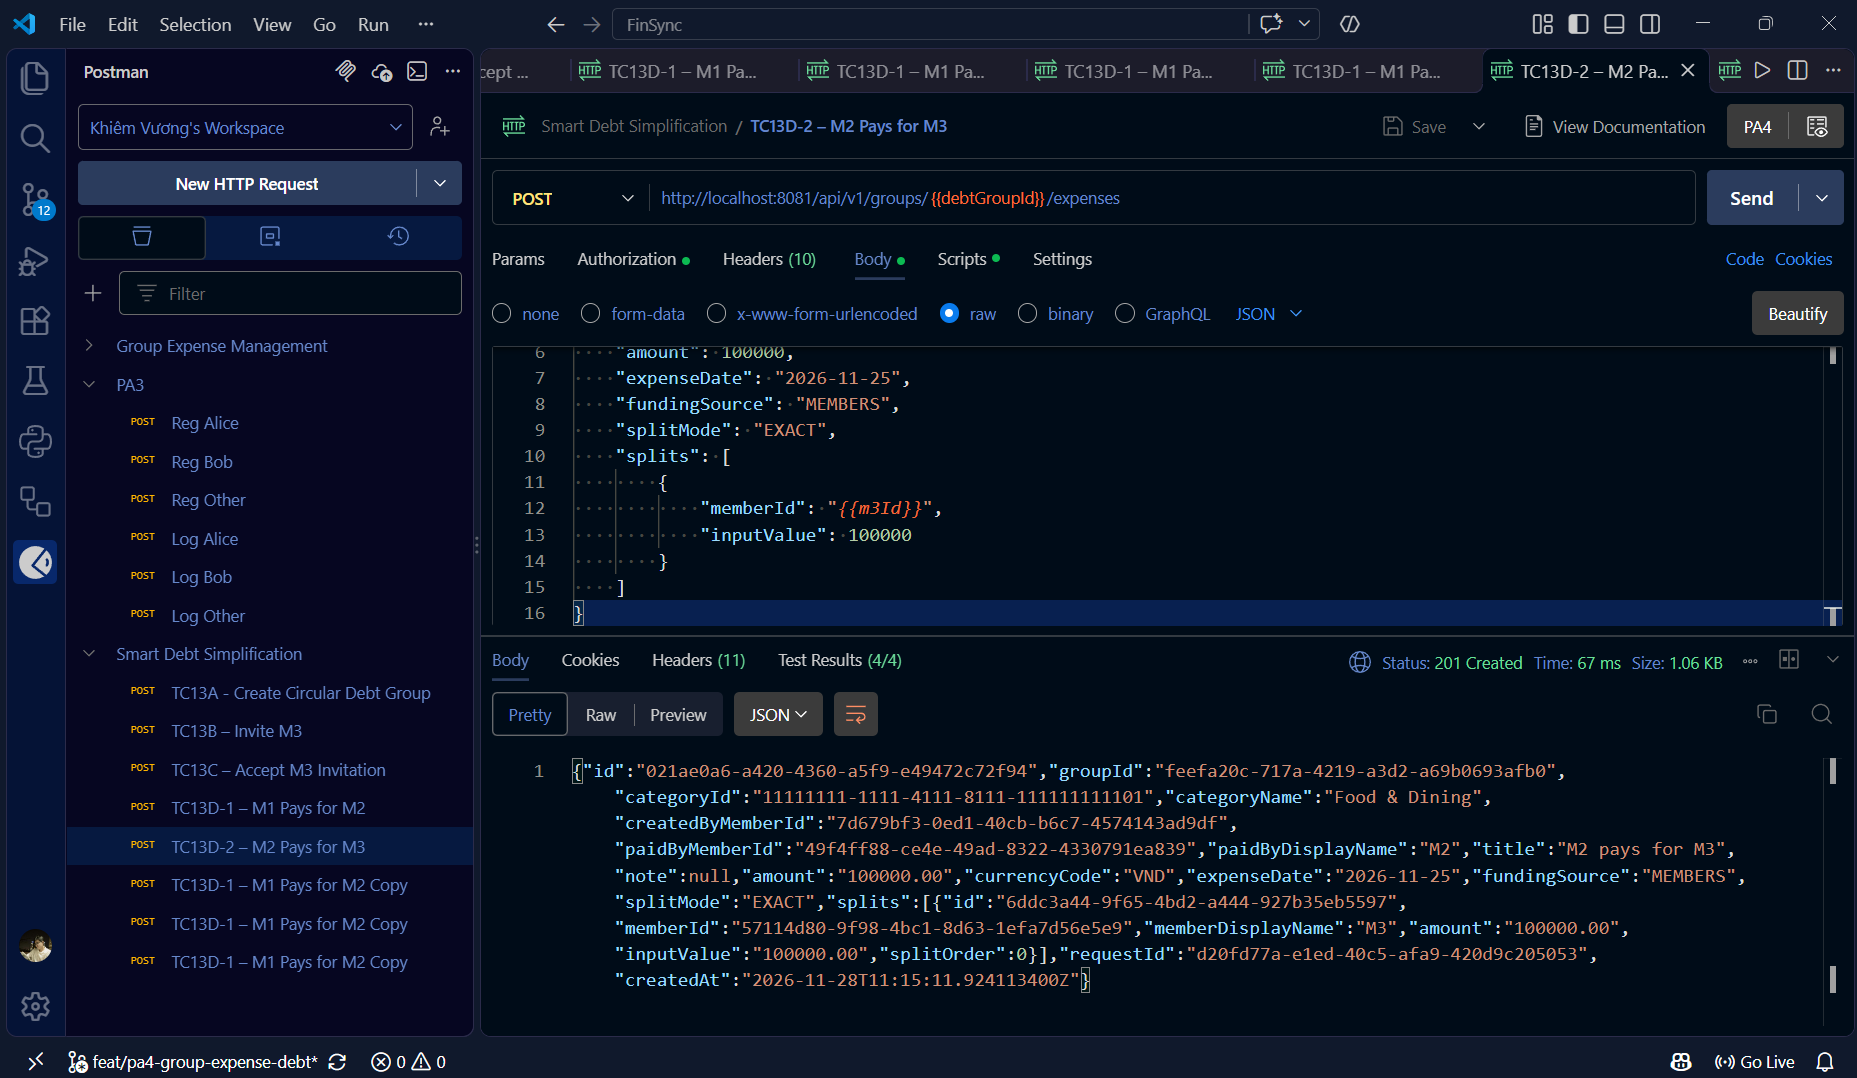 File Edit Selection View Go Run ···
FinSync
Postman
Khiêm Vương's Workspace
New HTTP Request
Filter
12
Group Expense Management
PA3
POST Reg Alice
POST Reg Bob
POST Reg Other
POST Log Alice
POST Log Bob
POST Log Other
Smart Debt Simplification
POST TC13A - Create Circular Debt Group
POST TC13B – Invite M3
POST TC13C – Accept M3 Invitation
POST TC13D-1 – M1 Pays for M2
POST TC13D-2 – M2 Pays for M3
POST TC13D-1 – M1 Pays for M2 Copy
POST TC13D-1 – M1 Pays for M2 Copy
POST TC13D-1 – M1 Pays for M2 Copy
cept ... HTTP TC13D-1 – M1 Pa... HTTP TC13D-1 – M1 Pa... HTTP TC13D-1 – M1 Pa... HTTP TC13D-1 – M1 Pa... HTTP TC13D-2 – M2 Pa... HTTP
HTTP Smart Debt Simplification / TC13D-2 – M2 Pays for M3 Save View Documentation PA4
POST http://localhost:8081/api/v1/groups/{{debtGroupId}}/expenses Send
Params Authorization Headers (10) Body Scripts Settings Code Cookies
none form-data x-www-form-urlencoded raw binary GraphQL JSON Beautify
6 "amount": 100000,
7 "expenseDate": "2026-11-25",
8 "fundingSource": "MEMBERS",
9 "splitMode": "EXACT",
10 "splits": [
11 {
12 "memberId": "{{m3Id}}",
13 "inputValue": 100000
14 }
15 ]
16 }
Body Cookies Headers (11) Test Results (4/4) Status: 201 Created Time: 67 ms Size: 1.06 KB
Pretty Raw Preview JSON
1 {"id":"021ae0a6-a420-4360-a5f9-e49472c72f94","groupId":"feefa20c-717a-4219-a3d2-a69b0693afb0",
"categoryId":"11111111-1111-4111-8111-111111111101","categoryName":"Food & Dining",
"createdByMemberId":"7d679bf3-0ed1-40cb-b6c7-4574143ad9df",
"paidByMemberId":"49f4ff88-ce4e-49ad-8322-4330791ea839","paidByDisplayName":"M2","title":"M2 pays for M3",
"note":null,"amount":"100000.00","currencyCode":"VND","expenseDate":"2026-11-25","fundingSource":"MEMBERS",
"splitMode":"EXACT","splits":[{"id":"6ddc3a44-9f65-4bd2-a444-927b35eb5597",
"memberId":"57114d80-9f98-4bc1-8d63-1efa7d56e5e9","memberDisplayName":"M3","amount":"100000.00",
"inputValue":"100000.00","splitOrder":0}],"requestId":"d20fd77a-e1ed-40c5-afa9-420d9c205053",
"createdAt":"2026-11-28T11:15:11.924113400Z"}
feat/pa4-group-expense-debt* 0 0 Go Live